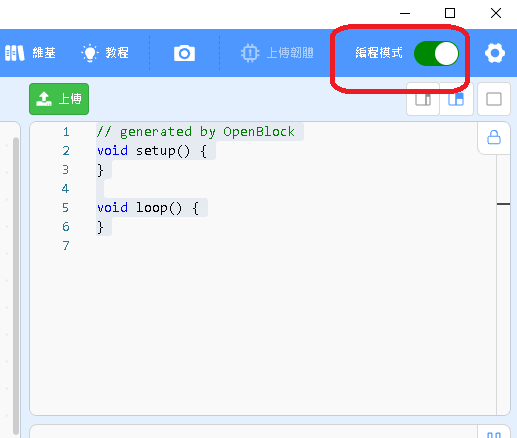 維基 教程 上傳韌體 編程模式
上傳
1 // generated by OpenBlock
2 void setup() {
3 }
4
5 void loop() {
6 }
7